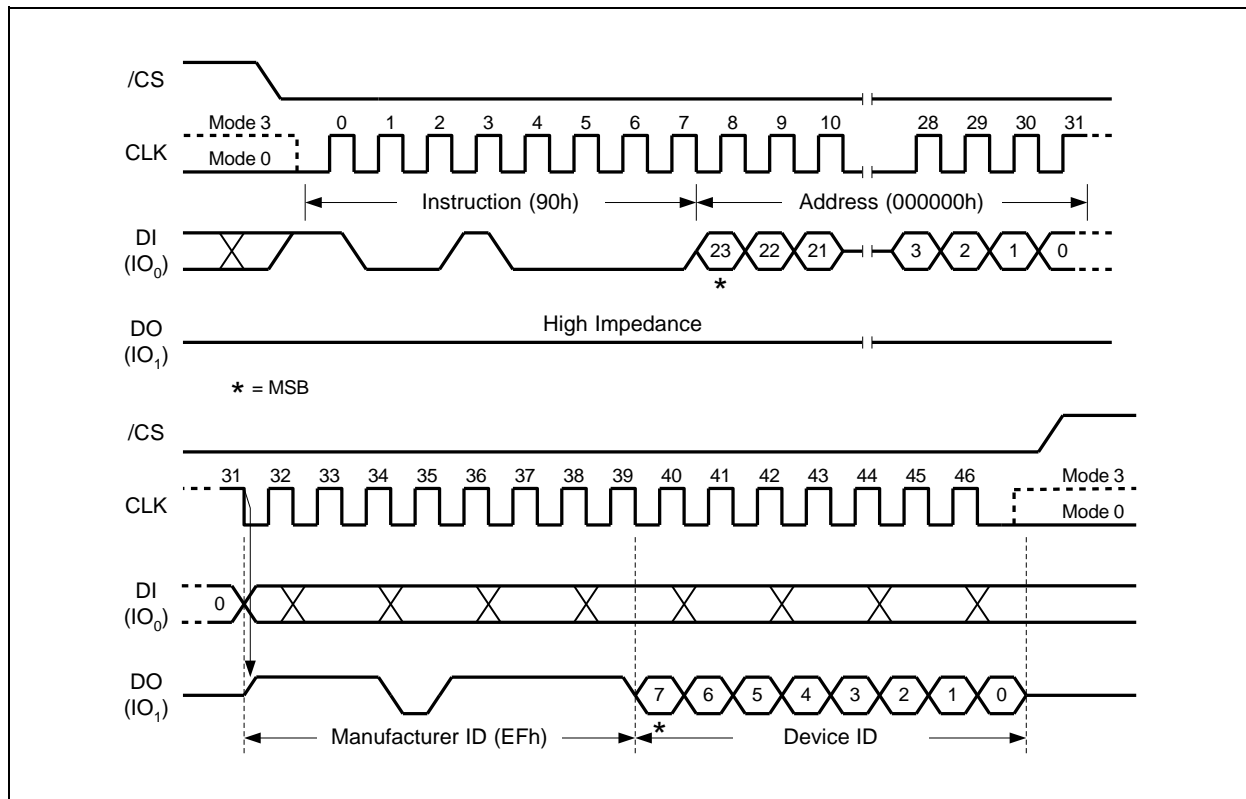 /CS
Mode 3 0 1 2 3 4 5 6 7 8 9 10 28 29 30 31
CLK
Mode 0
Instruction (90h) Address (000000h)
DI
(IO0)
23 22 21 3 2 1 0
*
High Impedance
DO
(IO1)
* = MSB
/CS
31 32 33 34 35 36 37 38 39 40 41 42 43 44 45 46
Mode 3
CLK
Mode 0
DI
(IO0)
0
DO
(IO1)
7 6 5 4 3 2 1 0
*
Manufacturer ID (EFh) Device ID